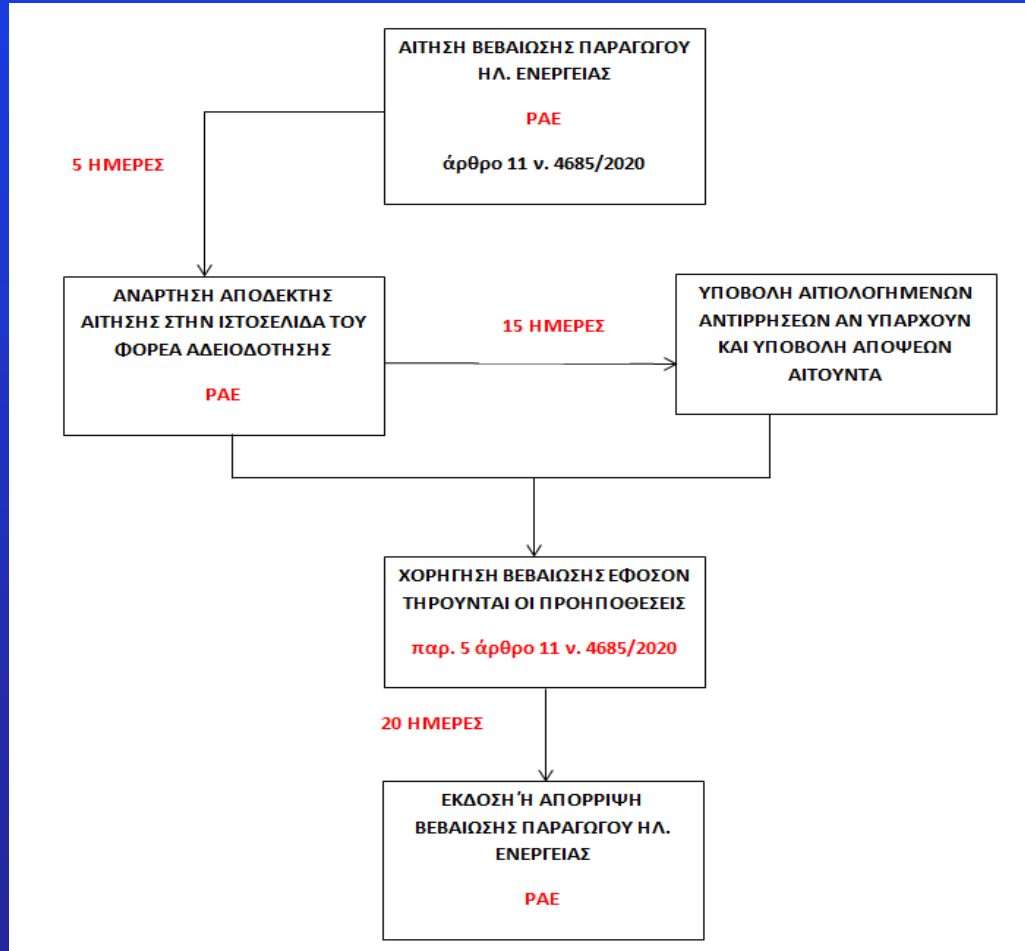 ΑΙΤΗΣΗ ΒΕΒΑΙΩΣΗΣ ΠΑΡΑΓΩΓΟΥ
ΗΛ. ΕΝΕΡΓΕΙΑΣ
ΡΑΕ
άρθρο 11 ν. 4685/2020
5 ΗΜΕΡΕΣ
ΑΝΑΡΤΗΣΗ ΑΠΟΔΕΚΤΗΣ
ΑΙΤΗΣΗΣ ΣΤΗΝ ΙΣΤΟΣΕΛΙΔΑ ΤΟΥ
ΦΟΡΕΑ ΑΔΕΙΟΔΟΤΗΣΗΣ
ΡΑΕ
15 ΗΜΕΡΕΣ
ΥΠΟΒΟΛΗ ΑΙΤΙΟΛΟΓΗΜΕΝΩΝ
ΑΝΤΙΡΡΗΣΕΩΝ ΑΝ ΥΠΑΡΧΟΥΝ
ΚΑΙ ΥΠΟΒΟΛΗ ΑΠΟΨΕΩΝ
ΑΙΤΟΥΝΤΑ
ΧΟΡΗΓΗΣΗ ΒΕΒΑΙΩΣΗΣ ΕΦΟΣΟΝ
ΤΗΡΟΥΝΤΑΙ ΟΙ ΠΡΟΗΠΟΘΕΣΕΙΣ
παρ. 5 άρθρο 11 ν. 4685/2020
20 ΗΜΕΡΕΣ
ΕΚΔΟΣΗ Ή ΑΠΟΡΡΙΨΗ
ΒΕΒΑΙΩΣΗΣ ΠΑΡΑΓΩΓΟΥ ΗΛ.
ΕΝΕΡΓΕΙΑΣ
ΡΑΕ